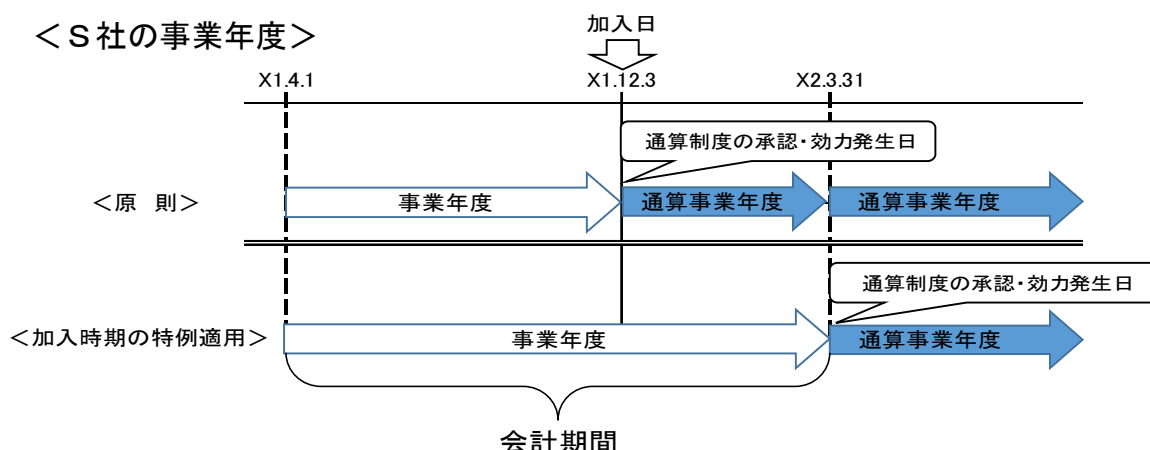 ＜Ｓ社の事業年度＞
加入日
X1.4.1
X1.12.3
X2.3.31
通算制度の承認・効力発生日
＜原　則＞
事業年度
通算事業年度
通算事業年度
通算制度の承認・効力発生日
＜加入時期の特例適用＞
事業年度
通算事業年度
会計期間